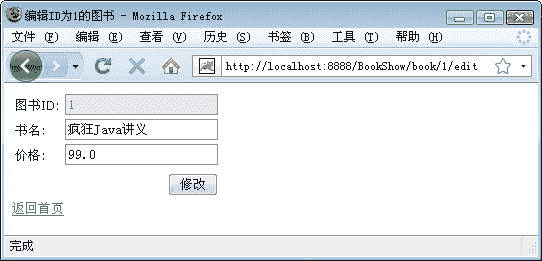 编辑ID为1的图书 - Mozilla Firefox
文件 (F) 编辑 (E) 查看 (V) 历史 (S) 书签 (B) 工具 (T) 帮助 (H)
http://localhost:8888/BookShow/book/1/edit
图书ID: 1
书名: 疯狂Java讲义
价格: 99.0
修改
返回首页
完成